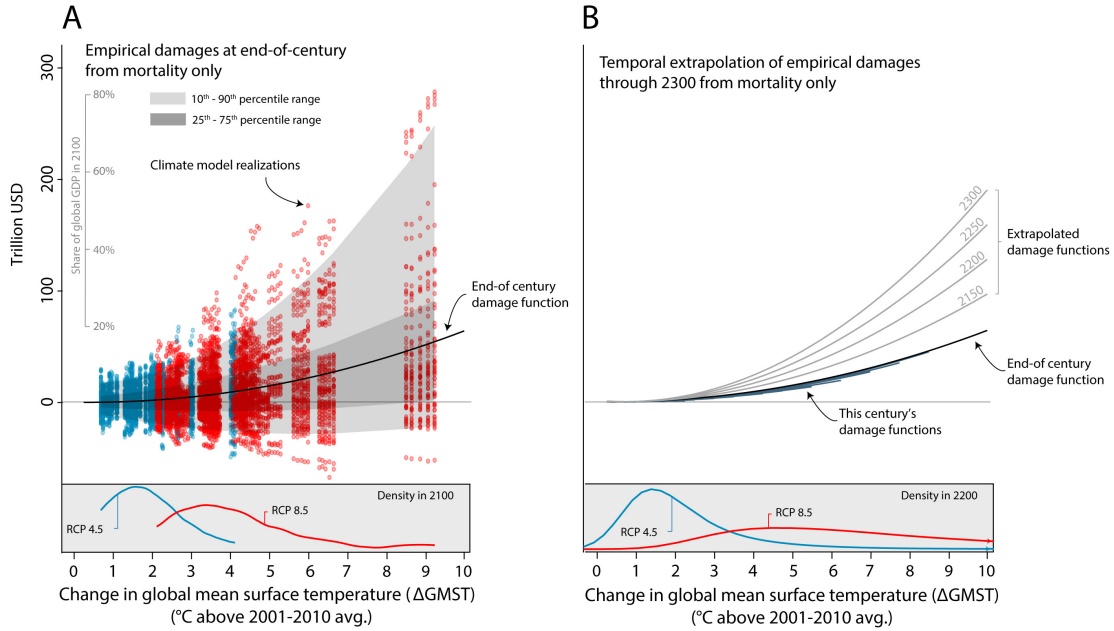 A
Empirical damages at end-of-century
from mortality only
10th - 90th percentile range
25th - 75th percentile range
Climate model realizations
End-of century
damage function
Trillion USD
300
200
100
0
Share of global GDP in 2100
80%
60%
40%
20%
Density in 2100
RCP 4.5
RCP 8.5
0 1 2 3 4 5 6 7 8 9 10
Change in global mean surface temperature (ΔGMST)
(°C above 2001-2010 avg.)
B
Temporal extrapolation of empirical damages
through 2300 from mortality only
2300
2250
2200
2150
Extrapolated
damage functions
End-of century
damage function
This century's
damage functions
Density in 2200
RCP 4.5
RCP 8.5
0 1 2 3 4 5 6 7 8 9 10
Change in global mean surface temperature (ΔGMST)
(°C above 2001-2010 avg.)